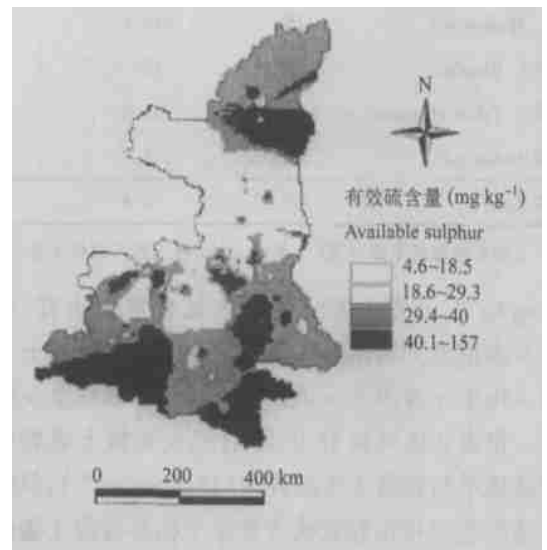 N
有效硫含量 (mg kg⁻¹)
Available sulphur
4.6~18.5
18.6~29.3
29.4~40
40.1~157
0 200 400 km